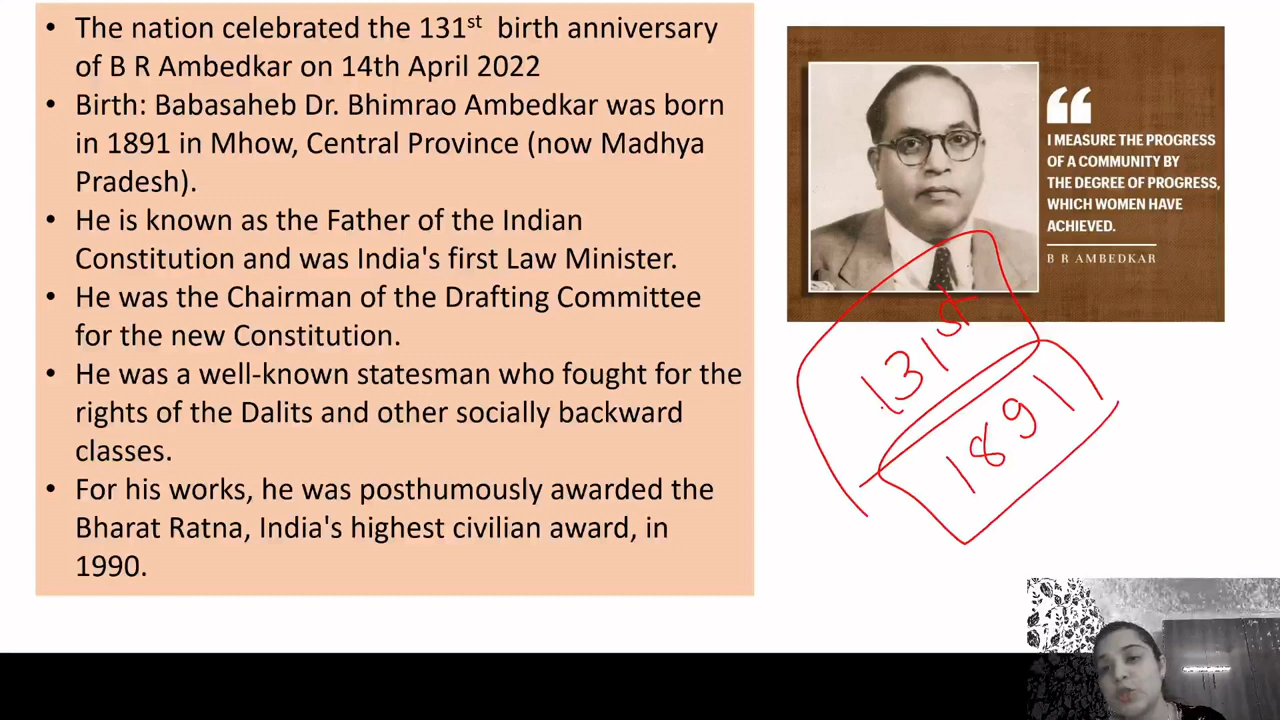 • The nation celebrated the 131st birth anniversary
of B R Ambedkar on 14th April 2022
• Birth: Babasaheb Dr. Bhimrao Ambedkar was born
in 1891 in Mhow, Central Province (now Madhya
Pradesh).
• He is known as the Father of the Indian
Constitution and was India's first Law Minister.
• He was the Chairman of the Drafting Committee
for the new Constitution.
• He was a well-known statesman who fought for the
rights of the Dalits and other socially backward
classes.
• For his works, he was posthumously awarded the
Bharat Ratna, India's highest civilian award, in
1990.
“
I MEASURE THE PROGRESS
OF A COMMUNITY BY
THE DEGREE OF PROGRESS,
WHICH WOMEN HAVE
ACHIEVED.
B R AMBEDKAR
131st
1891